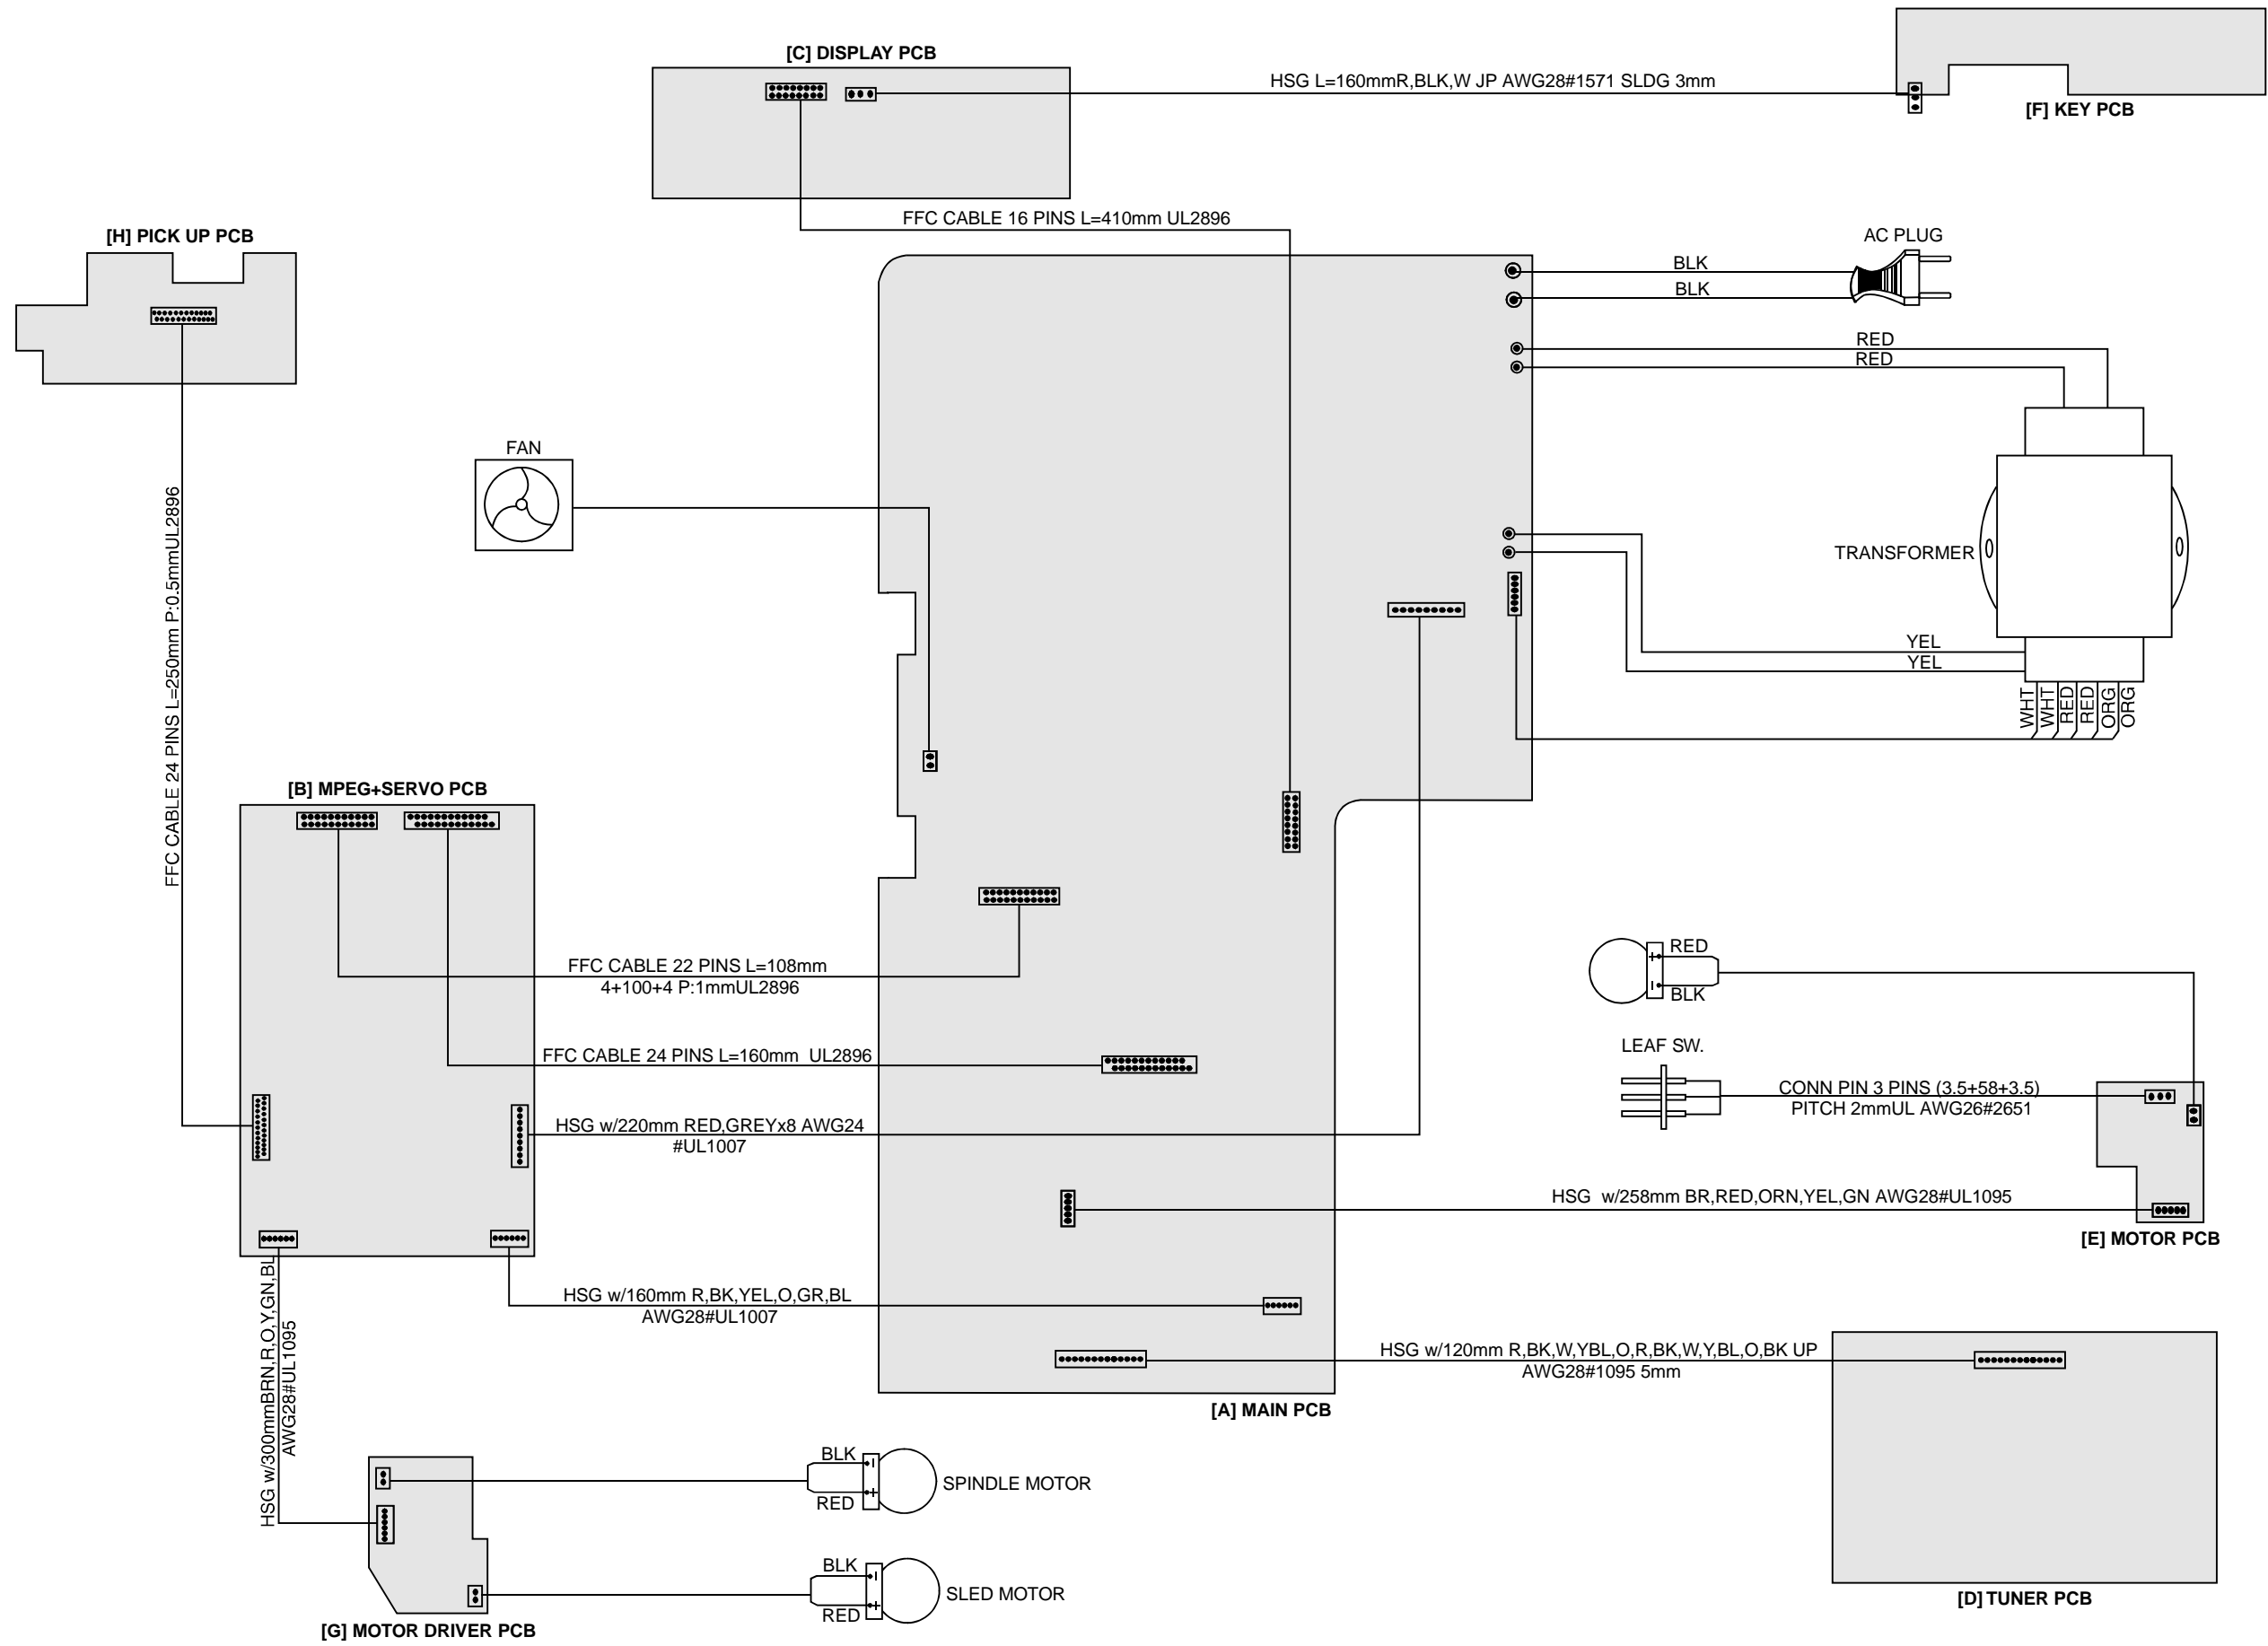 [C] DISPLAY PCB
HSG L=160mmR,BLK,W JP AWG28#1571 SLDG 3mm
[F] KEY PCB
FFC CABLE 16 PINS L=410mm UL2896
[H] PICK UP PCB
AC PLUG
BLK
BLK
RED
RED
FAN
FFC CABLE 24 PINS L=250mm P:0.5mmUL2896
TRANSFORMER
YEL
YEL
WHT
WHT
RED
RED
ORG
ORG
[B] MPEG+SERVO PCB
FFC CABLE 22 PINS L=108mm
4+100+4 P:1mmUL2896
RED
BLK
+
I
LEAF SW.
FFC CABLE 24 PINS L=160mm UL2896
CONN PIN 3 PINS (3.5+58+3.5)
PITCH 2mmUL AWG26#2651
HSG w/220mm RED,GREYx8 AWG24
#UL1007
HSG w/258mm BR,RED,ORN,YEL,GN AWG28#UL1095
[E] MOTOR PCB
HSG w/300mmBRN,R,O,Y,GN,BL
AWG28#UL1095
HSG w/160mm R,BK,YEL,O,GR,BL
AWG28#UL1007
HSG w/120mm R,BK,W,YBL,O,R,BK,W,Y,BL,O,BK UP
AWG28#1095 5mm
[A] MAIN PCB
BLK
I
SPINDLE MOTOR
RED
+
BLK
I
SLED MOTOR
RED
+
[D] TUNER PCB
[G] MOTOR DRIVER PCB